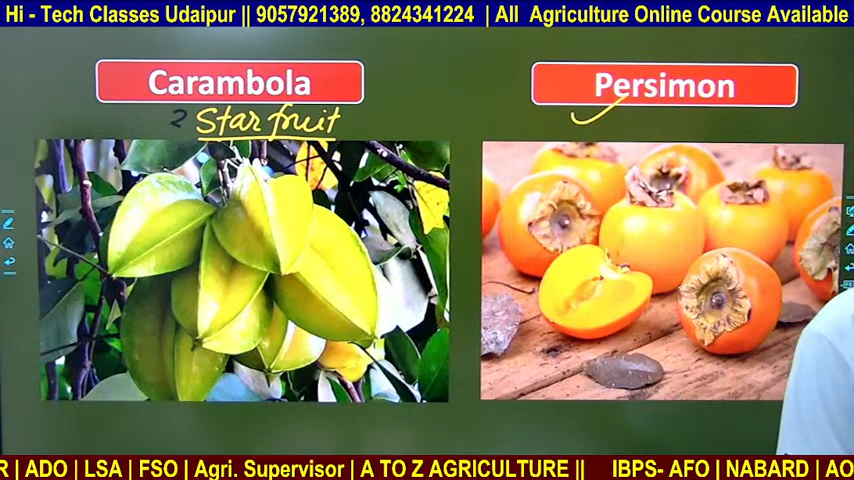 Hi - Tech Classes Udaipur || 9057921389, 8824341224 | All Agriculture Online Course Available
Carambola
Persimon
2 Star fruit
R | ADO | LSA | FSO | Agri. Supervisor | A TO Z AGRICULTURE || IBPS- AFO | NABARD | AO